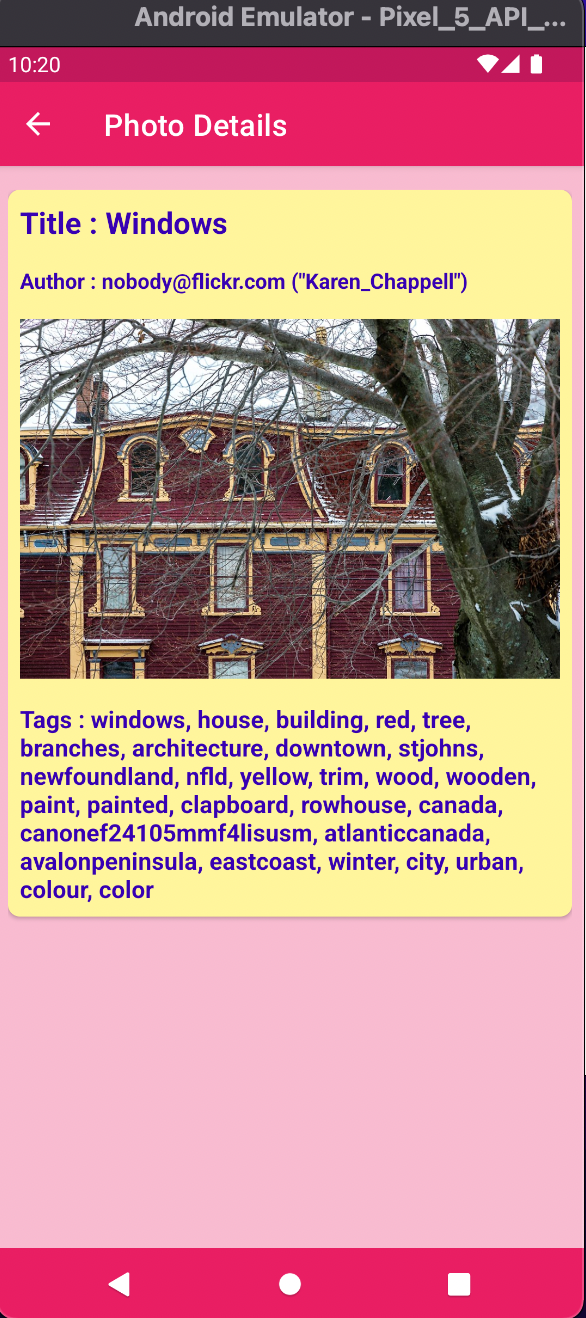 Android Emulator - Pixel_5_API_...
10:20
Photo Details
Title : Windows
Author : nobody@flickr.com ("Karen_Chappell")
Tags : windows, house, building, red, tree,
branches, architecture, downtown, stjohns,
newfoundland, nfld, yellow, trim, wood, wooden,
paint, painted, clapboard, rowhouse, canada,
canonef24105mmf4lisusm, atlanticcanada,
avalonpeninsula, eastcoast, winter, city, urban,
colour, color